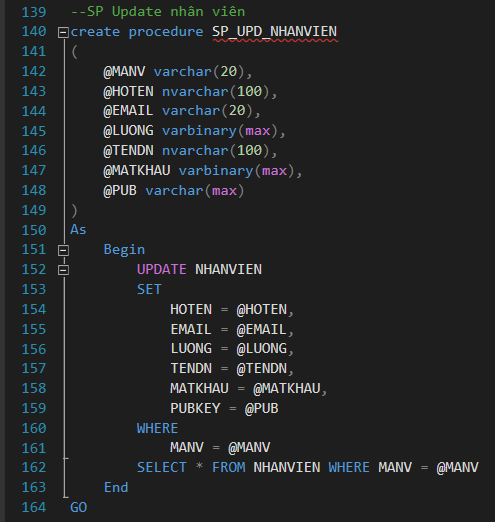 139 --SP Update nhân viên
140 create procedure SP_UPD_NHANVIEN
141 (
142     @MANV varchar(20),
143     @HOTEN nvarchar(100),
144     @EMAIL varchar(20),
145     @LUONG varbinary(max),
146     @TENDN nvarchar(100),
147     @MATKHAU varbinary(max),
148     @PUB varchar(max)
149 )
150 As
151     Begin
152         UPDATE NHANVIEN
153         SET
154             HOTEN = @HOTEN,
155             EMAIL = @EMAIL,
156             LUONG = @LUONG,
157             TENDN = @TENDN,
158             MATKHAU = @MATKHAU,
159             PUBKEY = @PUB
160         WHERE
161             MANV = @MANV
162         SELECT * FROM NHANVIEN WHERE MANV = @MANV
163     End
164 GO